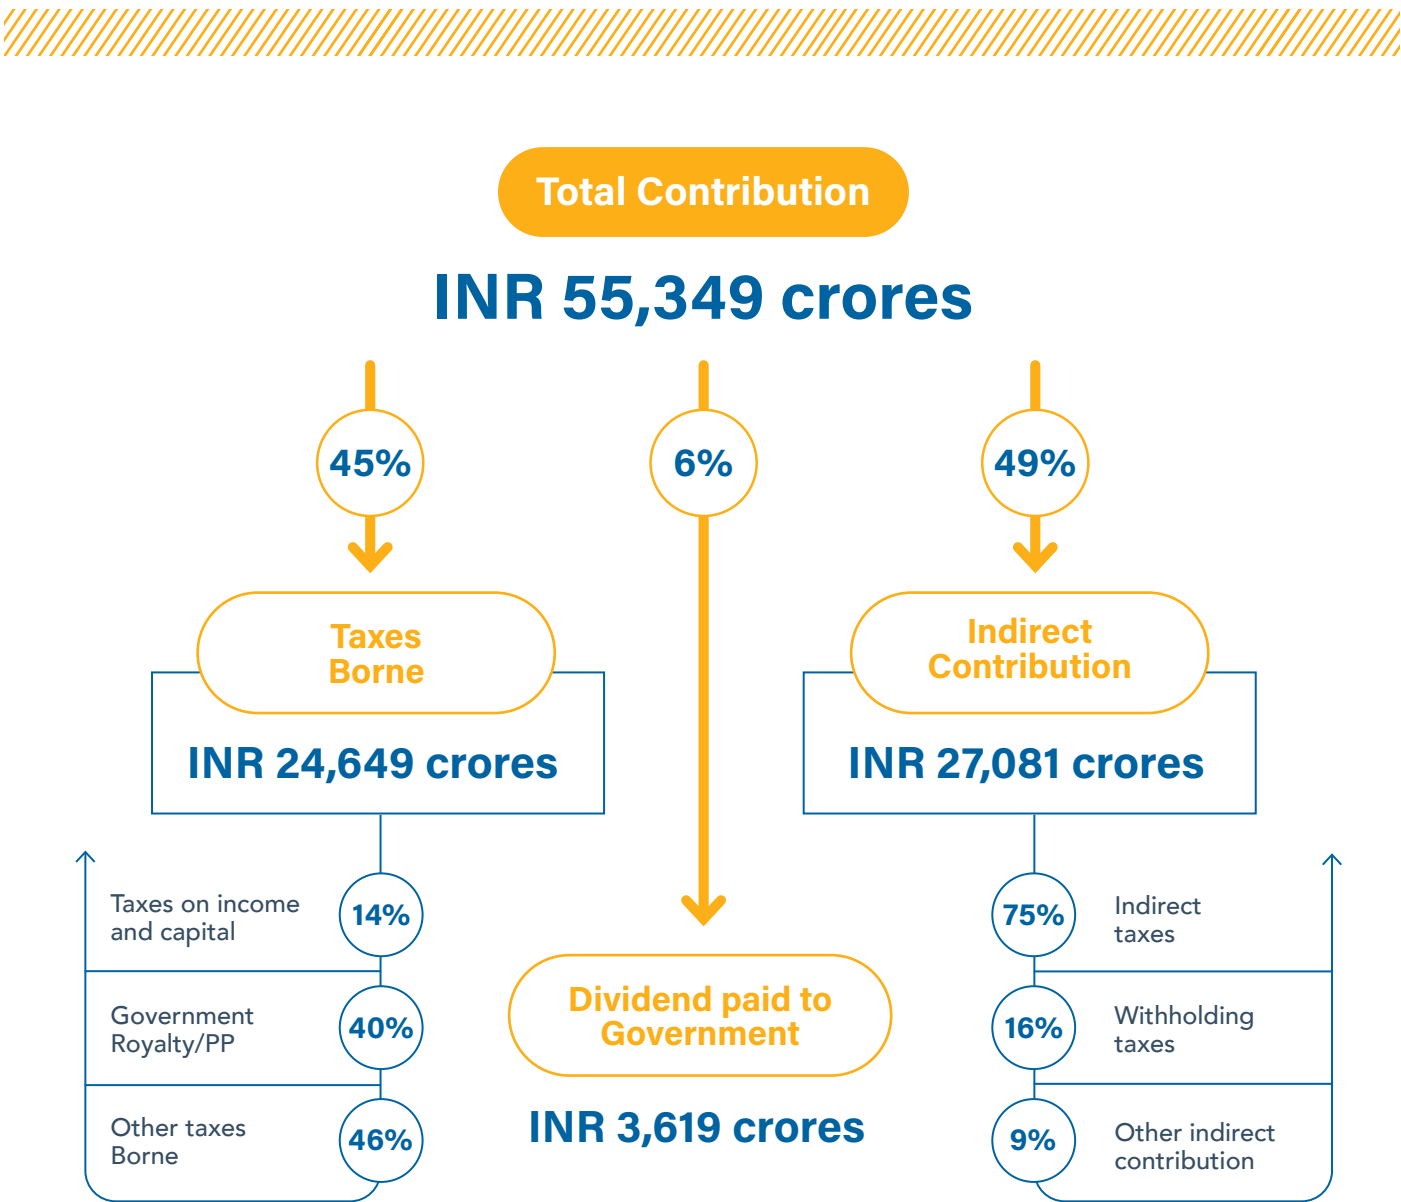 Total Contribution
INR 55,349 crores
45%
6%
49%
Taxes
Borne
INR 24,649 crores
Indirect
Contribution
INR 27,081 crores
Taxes on income
and capital
14%
Government
Royalty/PP
40%
Other taxes
Borne
46%
Dividend paid to
Government
INR 3,619 crores
75%
Indirect
taxes
16%
Withholding
taxes
9%
Other indirect
contribution